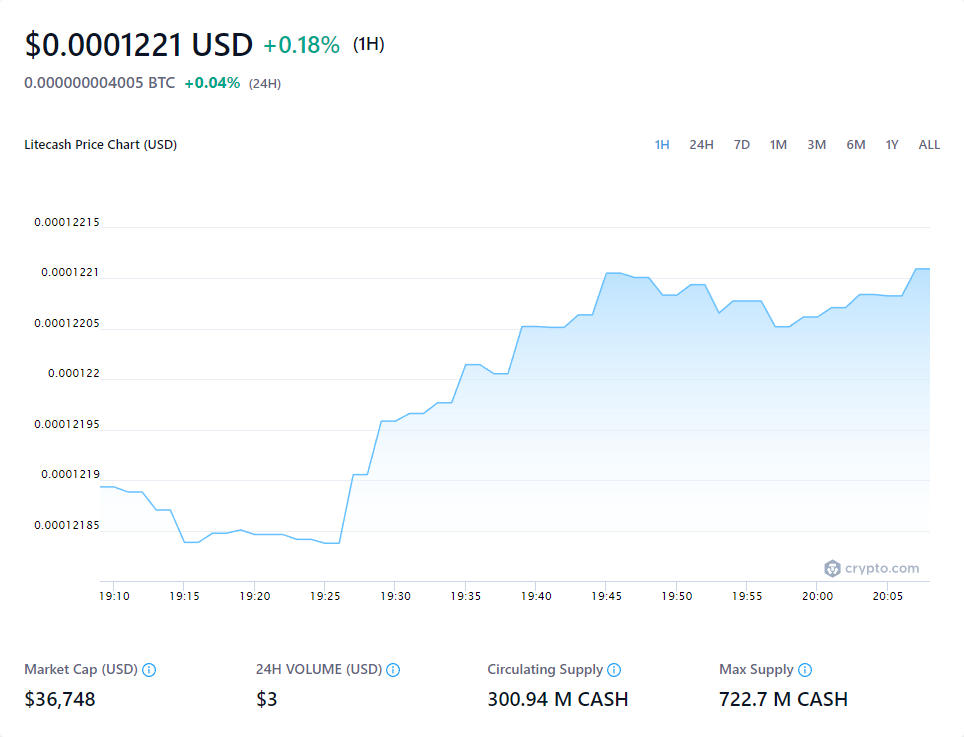 $0.0001221 USD +0.18% (1H)
0.000000004005 BTC +0.04% (24H)
Litecash Price Chart (USD)
1H 24H 7D 1M 3M 6M 1Y ALL
0.00012215
0.0001221
0.00012205
0.000122
0.00012195
0.0001219
0.00012185
crypto.com
19:10 19:15 19:20 19:25 19:30 19:35 19:40 19:45 19:50 19:55 20:00 20:05
Market Cap (USD) 24H VOLUME (USD) Circulating Supply Max Supply
$36,748 $3 300.94 M CASH 722.7 M CASH